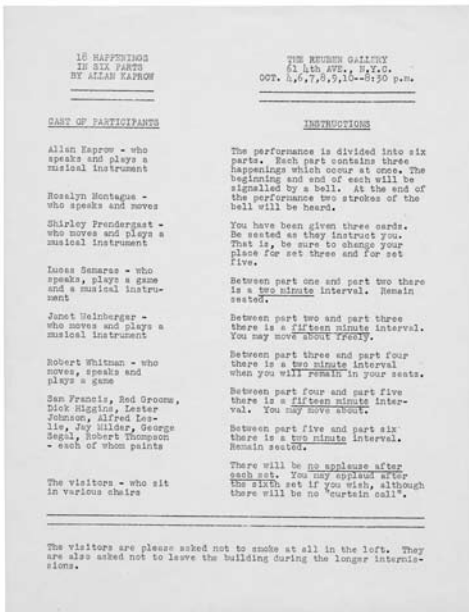 18 HAPPENINGS
IN SIX PARTS
BY ALLAN KAPROW
THE REUBEN GALLERY
61 4th AVE., N.Y.C.
OCT. 4,6,7,8,9,10--8:30 p.m.
CAST OF PARTICIPANTS
Allan Kaprow - who
speaks and plays a
musical instrument
Rosalyn Montague -
who speaks and moves
Shirley Prendergast -
who moves and plays a
musical instrument
Lucas Samaras - who
speaks, plays a game
and a musical instru-
ment
Janet Weinberger -
who moves and plays a
musical instrument
Robert Whitman - who
moves, speaks and
plays a game
Sam Francis, Red Grooms,
Dick Higgins, Lester
Johnson, Alfred Les-
lie, Jay Milder, George
Segal, Robert Thompson
- each of whom paints
The visitors - who sit
in various chairs
INSTRUCTIONS
The performance is divided into six
parts. Each part contains three
happenings which occur at once. The
beginning and end of each will be
signalled by a bell. At the end of
the performance two strokes of the
bell will be heard.
You have been given three cards.
Be seated as they instruct you.
That is, be sure to change your
place for set three and for set
five.
Between part one and part two there
is a two minute interval. Remain
seated.
Between part two and part three
there is a fifteen minute interval.
You may move about freely.
Between part three and part four
there is a two minute interval
when you will remain in your seats.
Between part four and part five
there is a fifteen minute inter-
val. You may move about.
Between part five and part six
there is a two minute interval.
Remain seated.
There will be no applause after
each set. You may applaud after
the sixth set if you wish, although
there will be no "curtain call".
The visitors are please asked not to smoke at all in the loft. They
are also asked not to leave the building during the longer intermis-
sions.